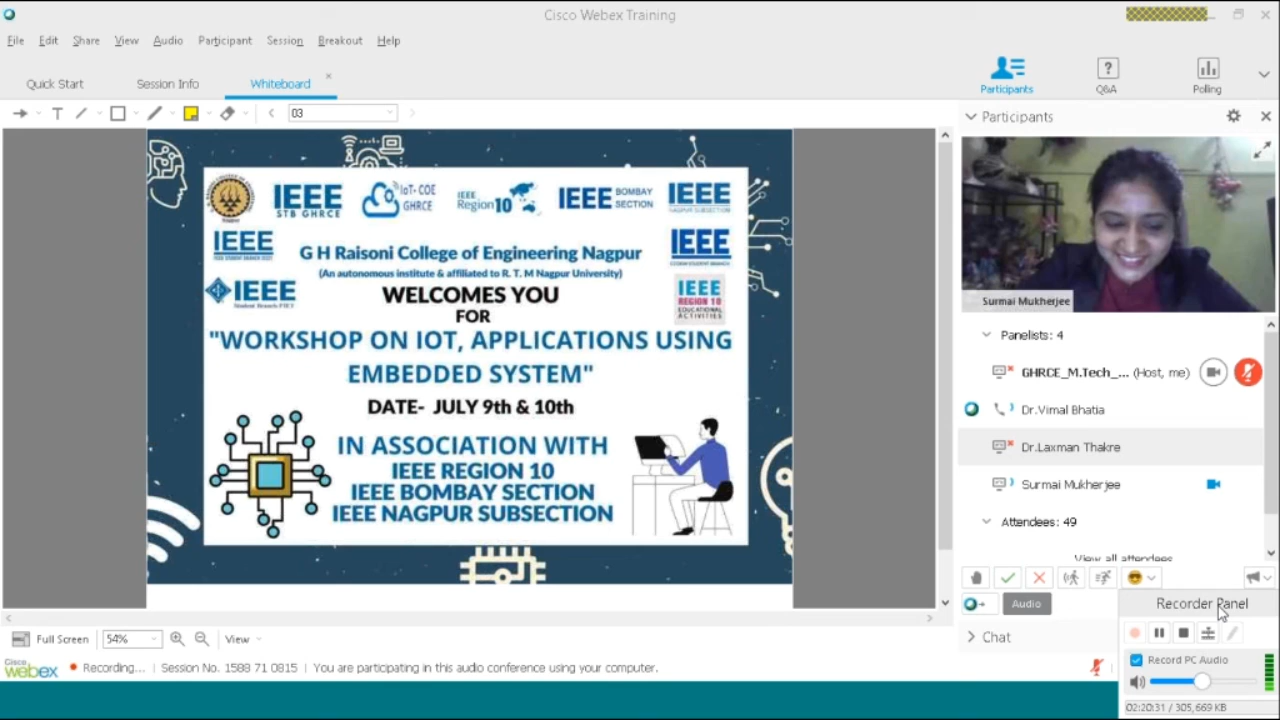 Cisco Webex Training
File Edit Share View Audio Participant Session Breakout Help
Quick Start Session Info Whiteboard
Participants Q&A Polling
03
Participants
IEEE STB GHRCE
IoT- COE GHRCE
IEEE Region 10
IEEE BOMBAY SECTION
IEEE NAGPUR SUBSECTION
IEEE
G H Raisoni College of Engineering Nagpur
IEEE
(An autonomous institute & affiliated to R. T. M Nagpur University)
IEEE
WELCOMES YOU
IEEE REGION 10 EDUCATIONAL ACTIVITIES
FOR
"WORKSHOP ON IOT, APPLICATIONS USING
EMBEDDED SYSTEM"
DATE- JULY 9th & 10th
IN ASSOCIATION WITH
IEEE REGION 10
IEEE BOMBAY SECTION
IEEE NAGPUR SUBSECTION
Surmai Mukherjee
Panelists: 4
GHRCE_M.Tech_... (Host, me)
Dr.Vimal Bhatia
Dr.Laxman Thakre
Surmai Mukherjee
Attendees: 49
View all attendees
Audio
Chat
Recorder Panel
Record PC Audio
02:20:31 / 305,669 KB
Full Screen 54% View
Cisco webex Recording... Session No. 1588 71 0815 You are participating in this audio conference using your computer.